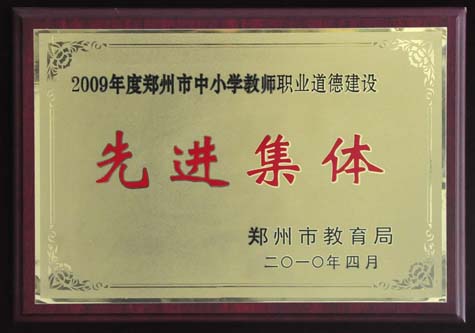 2009年度郑州市中小学教师职业道德建设
先进集体
郑州市教育局
二〇一〇年四月